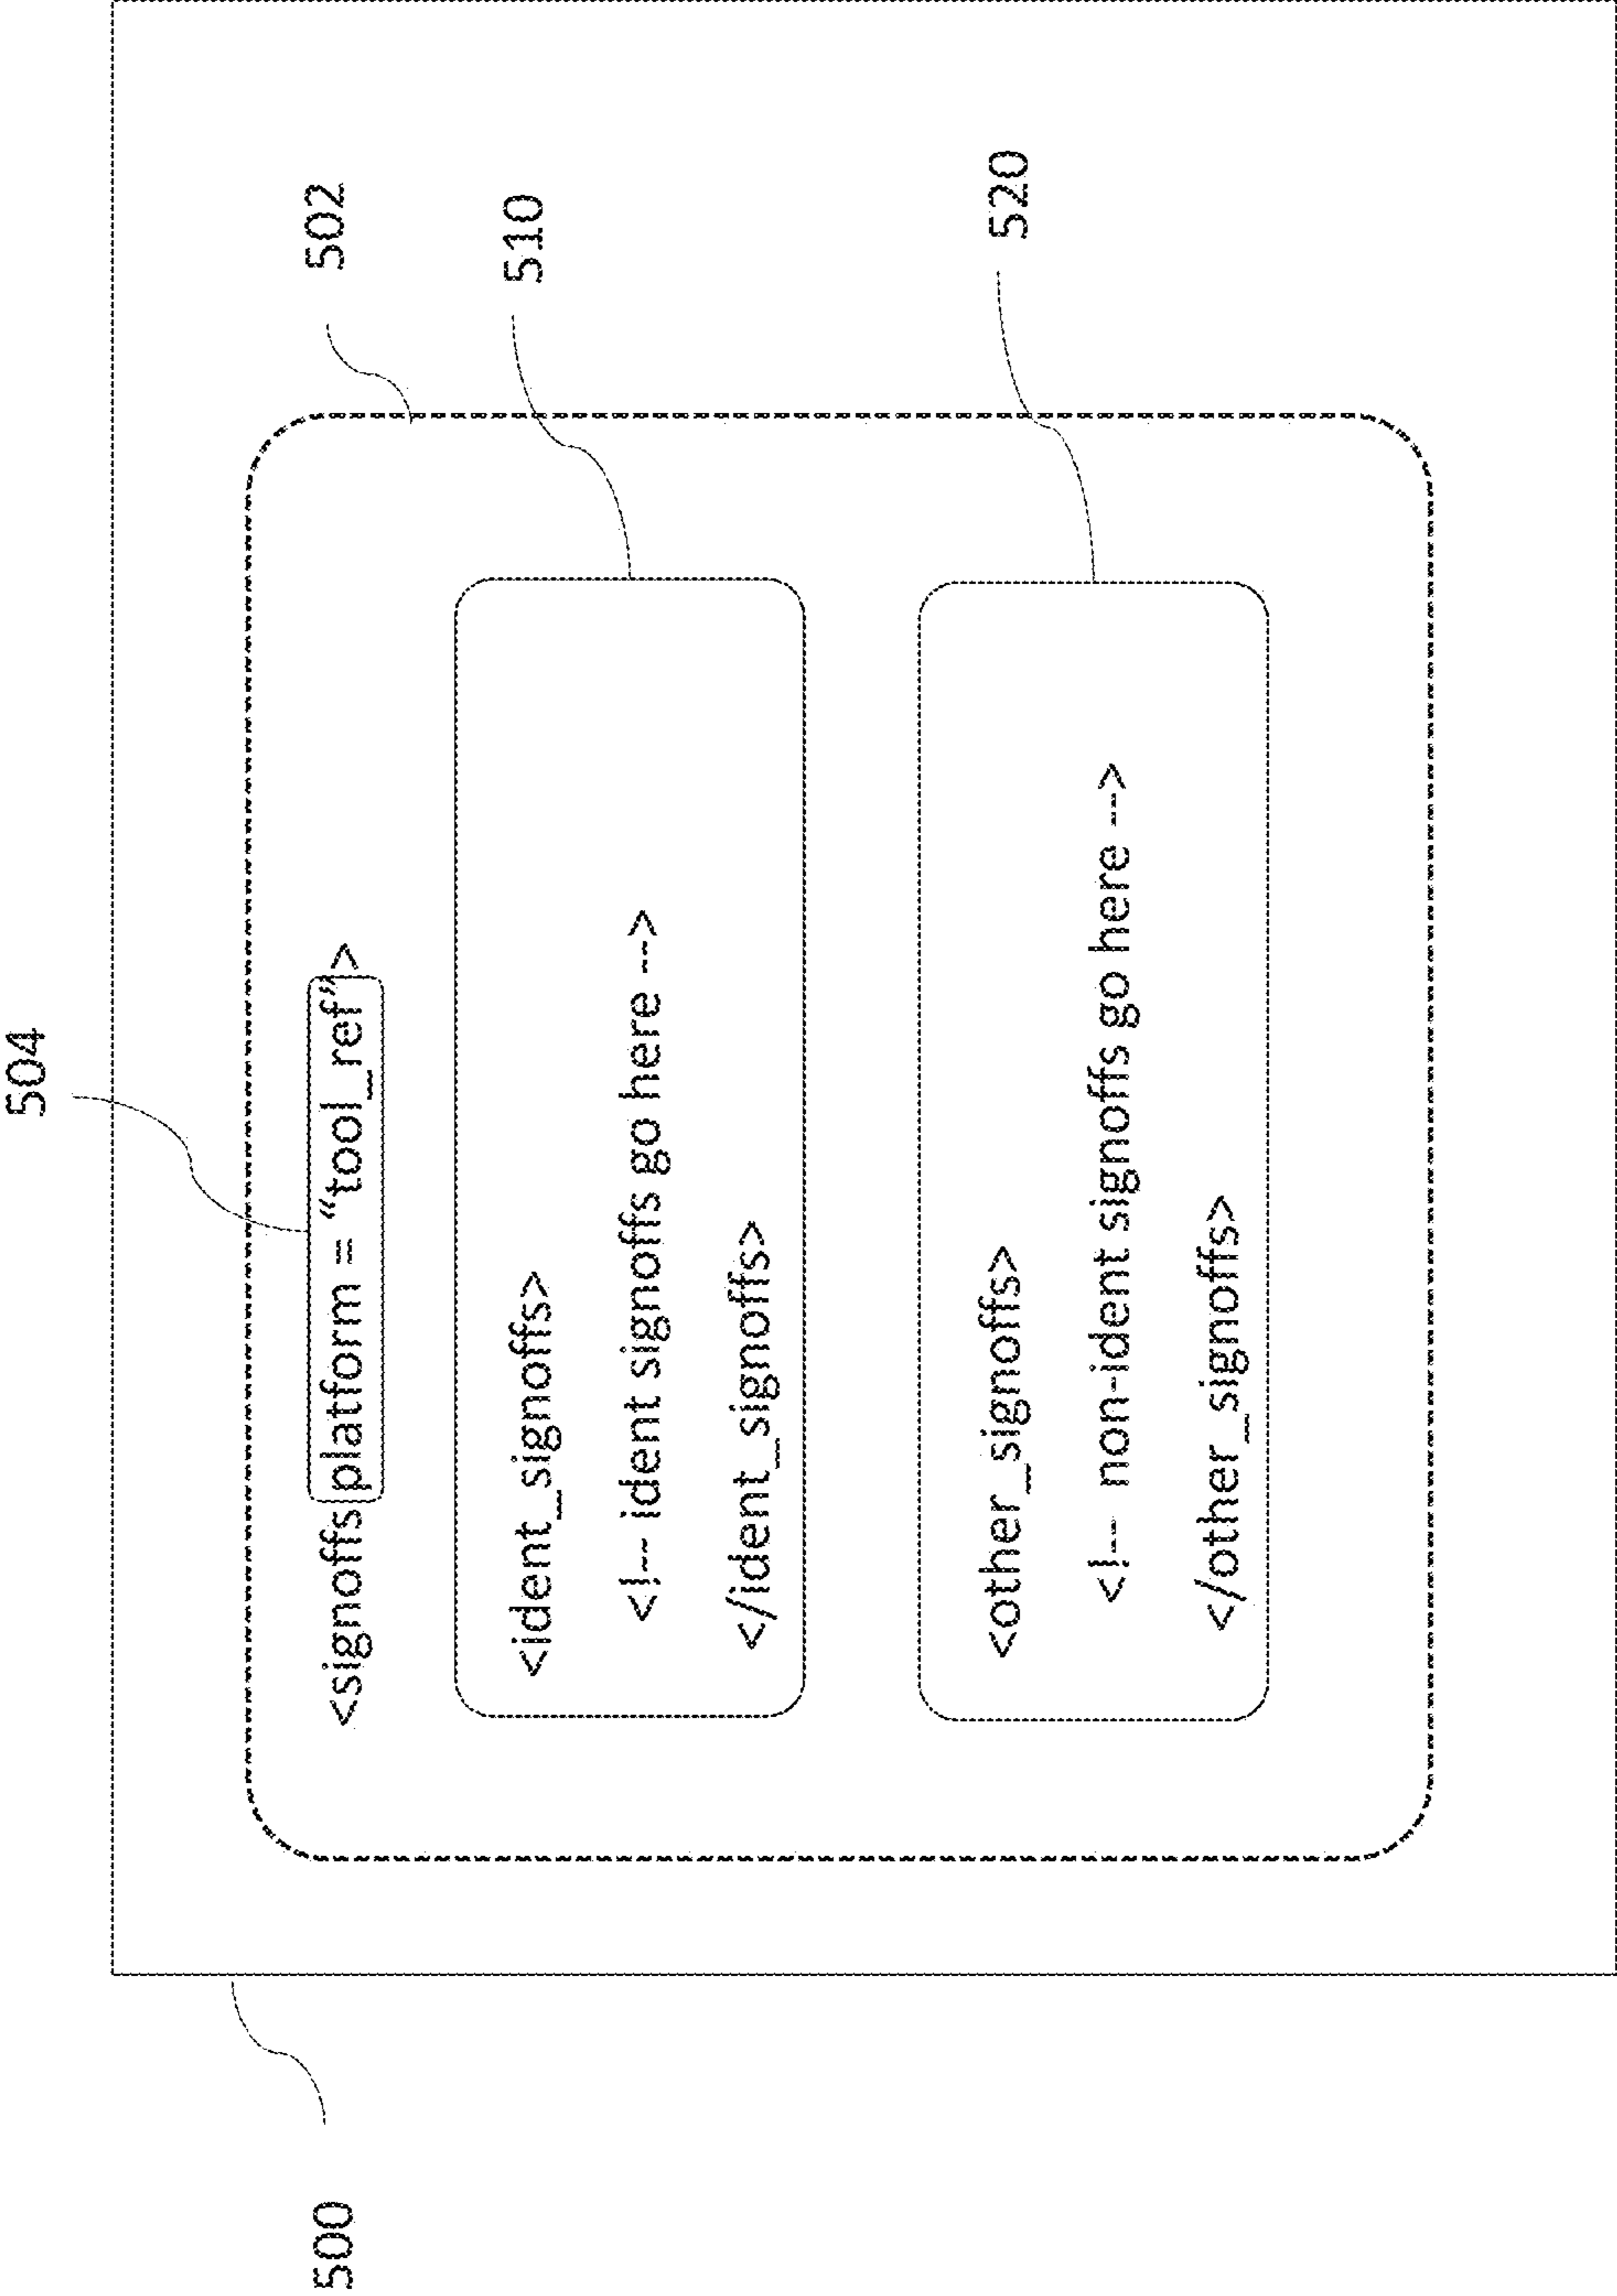 504
500
<signoffs platform = “tool_ref”>
502
<ident_signoffs>
510
<!-- ident signoffs go here -->
</ident_signoffs>
<other_signoffs>
520
<!-- non-ident signoffs go here -->
</other_signoffs>